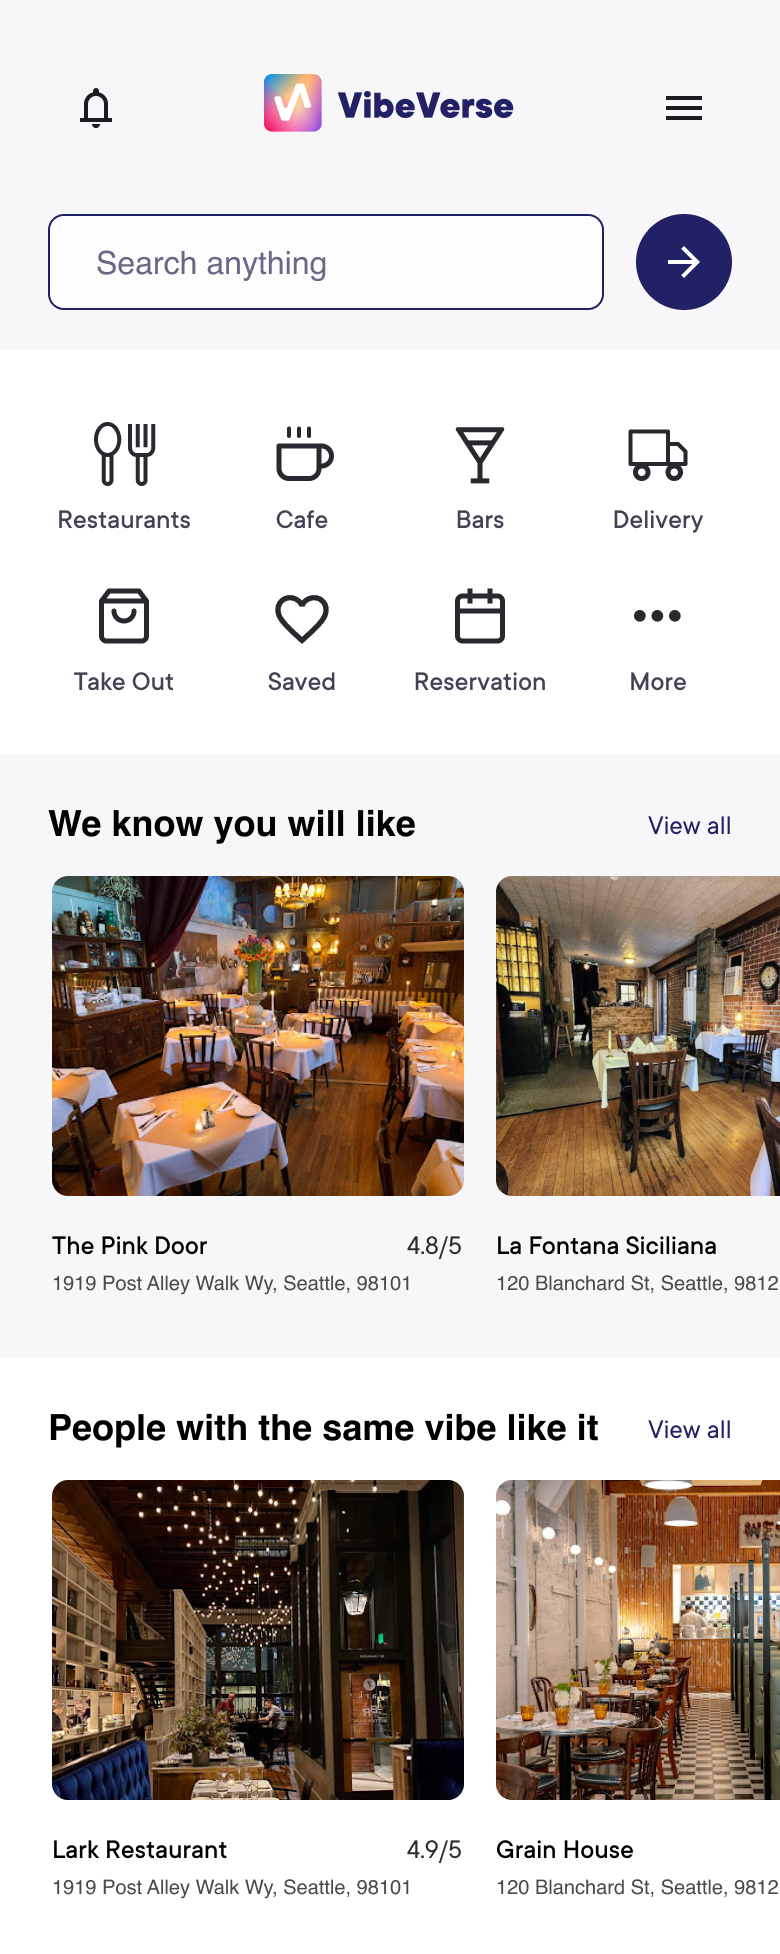 VibeVerse
Search anything
Restaurants Cafe Bars Delivery
Take Out Saved Reservation More
We know you will like View all
The Pink Door 4.8/5 La Fontana Siciliana
1919 Post Alley Walk Wy, Seattle, 98101 120 Blanchard St, Seattle, 9812
People with the same vibe like it View all
Lark Restaurant 4.9/5 Grain House
1919 Post Alley Walk Wy, Seattle, 98101 120 Blanchard St, Seattle, 9812